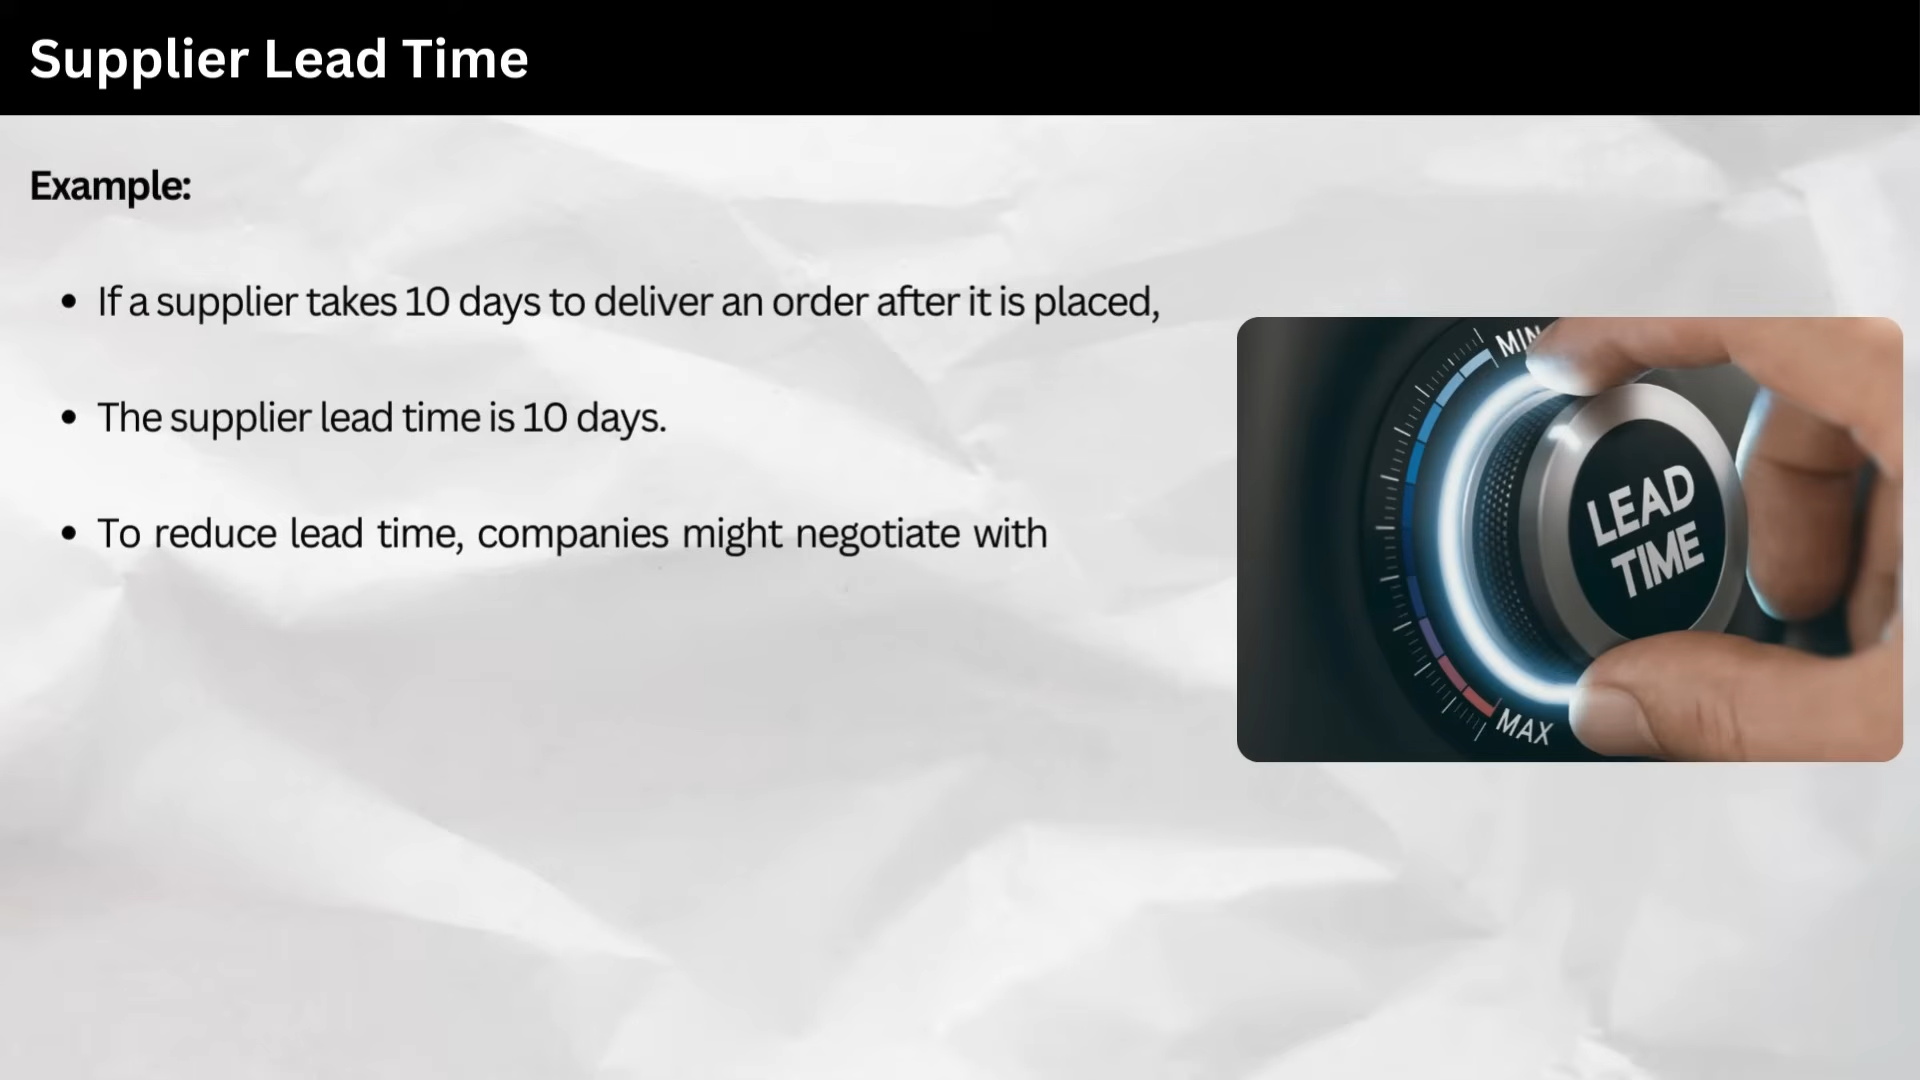 Supplier Lead Time
Example:
• If a supplier takes 10 days to deliver an order after it is placed,
• The supplier lead time is 10 days.
• To reduce lead time, companies might negotiate with
MIN
LEAD
TIME
MAX